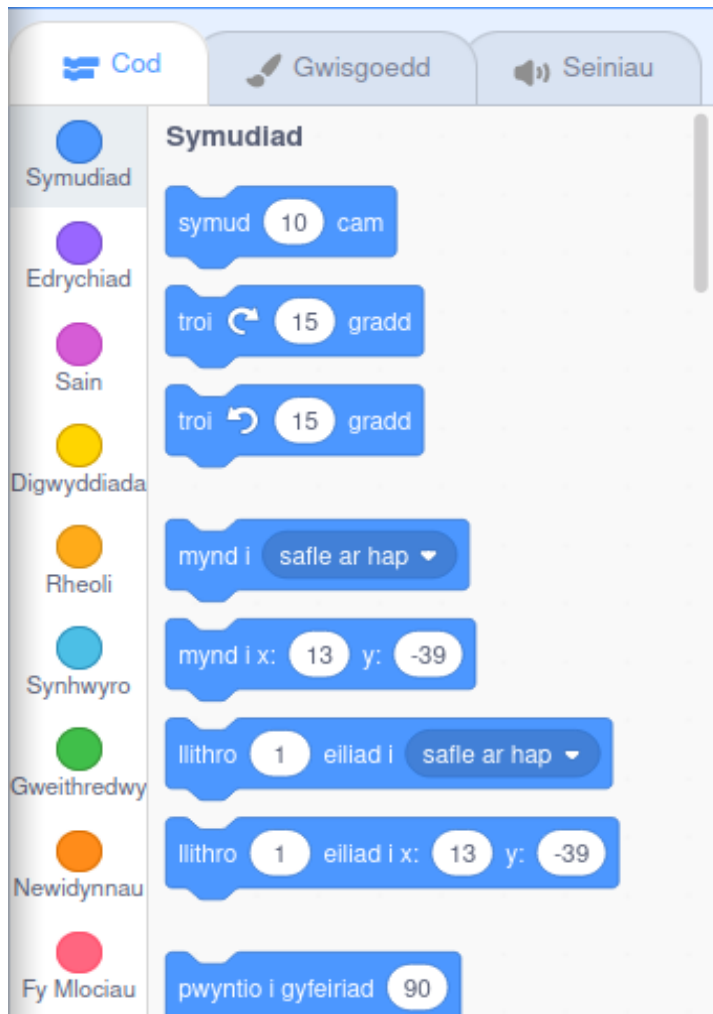 Cod Gwisgoedd Seiniau
Symudiad
Edrychiad
Sain
Digwyddiada
Rheoli
Synhwyro
Gweithredwy
Newidynnau
Fy Mlociau
Symudiad
symud 10 cam
troi 15 gradd
troi 15 gradd
mynd i safle ar hap
mynd i x: 13 y: -39
llithro 1 eiliad i safle ar hap
llithro 1 eiliad i x: 13 y: -39
pwyntio i gyfeiriad 90